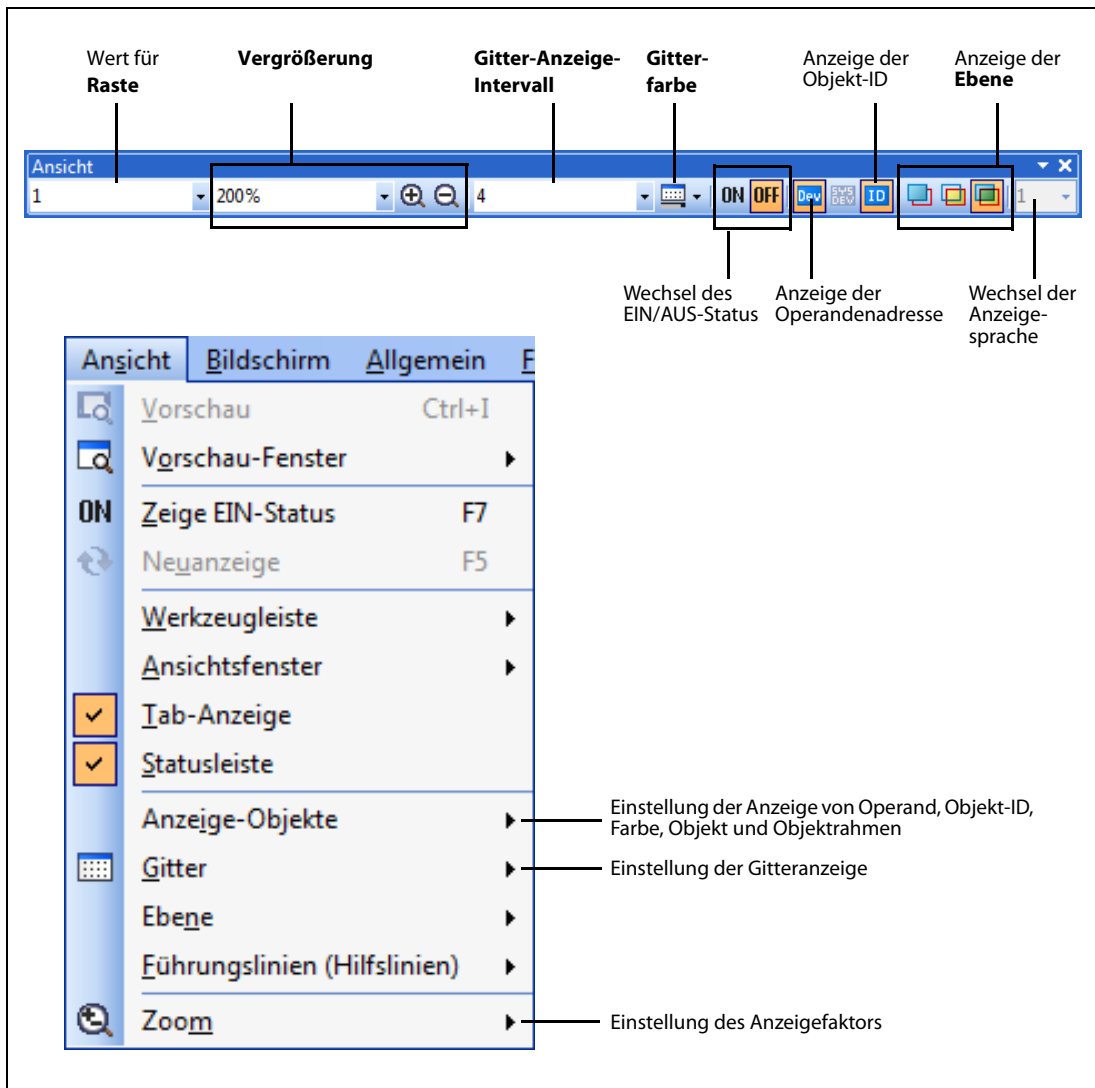 Wert für
Raste
Vergrößerung
Gitter-Anzeige-
Intervall
Gitter-
farbe
Anzeige der
Objekt-ID
Anzeige der
Ebene
Ansicht
1 200% 4 ON OFF Dev SYS DEV ID 1
Wechsel des
EIN/AUS-Status
Anzeige der
Operandenadresse
Wechsel der
Anzeige-
sprache
Ansicht Bildschirm Allgemein F
Vorschau Ctrl+I
Vorschau-Fenster
ON Zeige EIN-Status F7
Neuanzeige F5
Werkzeugleiste
Ansichtsfenster
Tab-Anzeige
Statusleiste
Anzeige-Objekte
Einstellung der Anzeige von Operand, Objekt-ID,
Farbe, Objekt und Objektrahmen
Gitter
Einstellung der Gitteranzeige
Ebene
Führungslinien (Hilfslinien)
Zoom
Einstellung des Anzeigefaktors